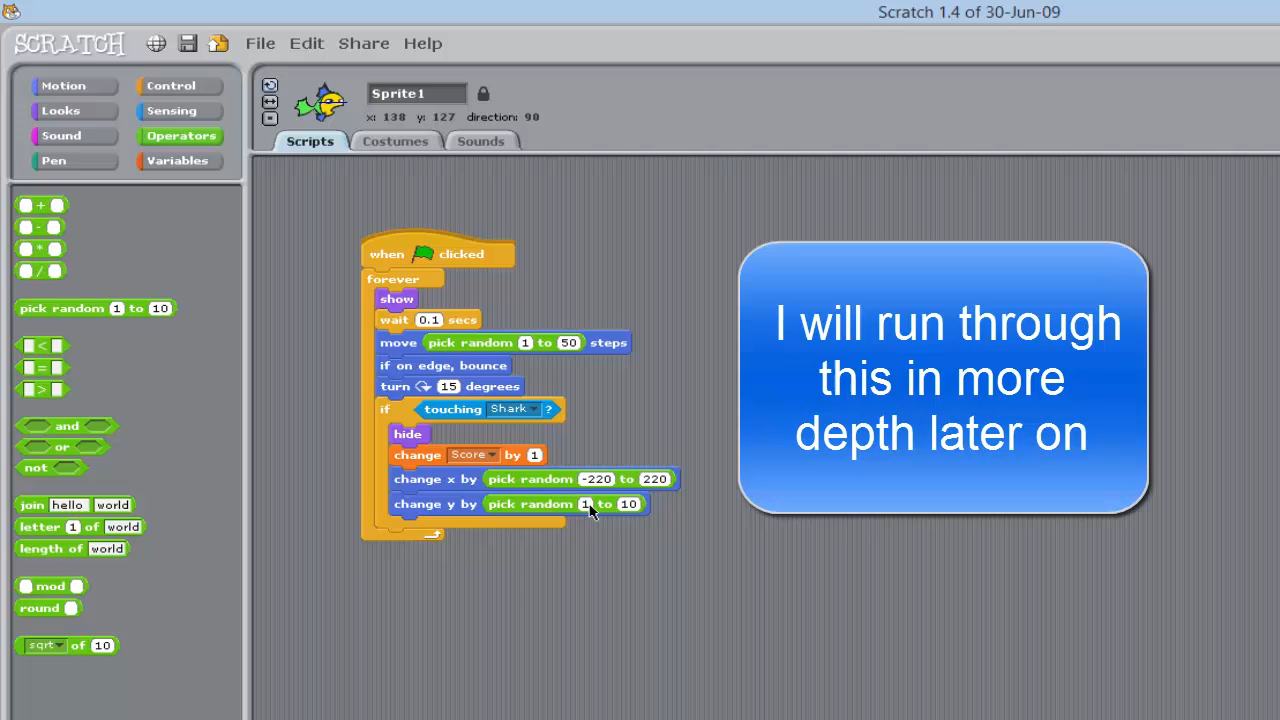 Scratch 1.4 of 30-Jun-09
SCRATCH File Edit Share Help
Motion Control
Looks Sensing
Sound Operators
Pen Variables
Sprite1
x: 138 y: 127 direction: 90
Scripts Costumes Sounds
+
-
*
/
pick random 1 to 10
<
=
>
and
or
not
join hello world
letter 1 of world
length of world
mod
round
sqrt of 10
when clicked
forever
show
wait 0.1 secs
move pick random 1 to 50 steps
if on edge, bounce
turn 15 degrees
if touching Shark ?
hide
change Score by 1
change x by pick random -220 to 220
change y by pick random 1 to 10
I will run through
this in more
depth later on